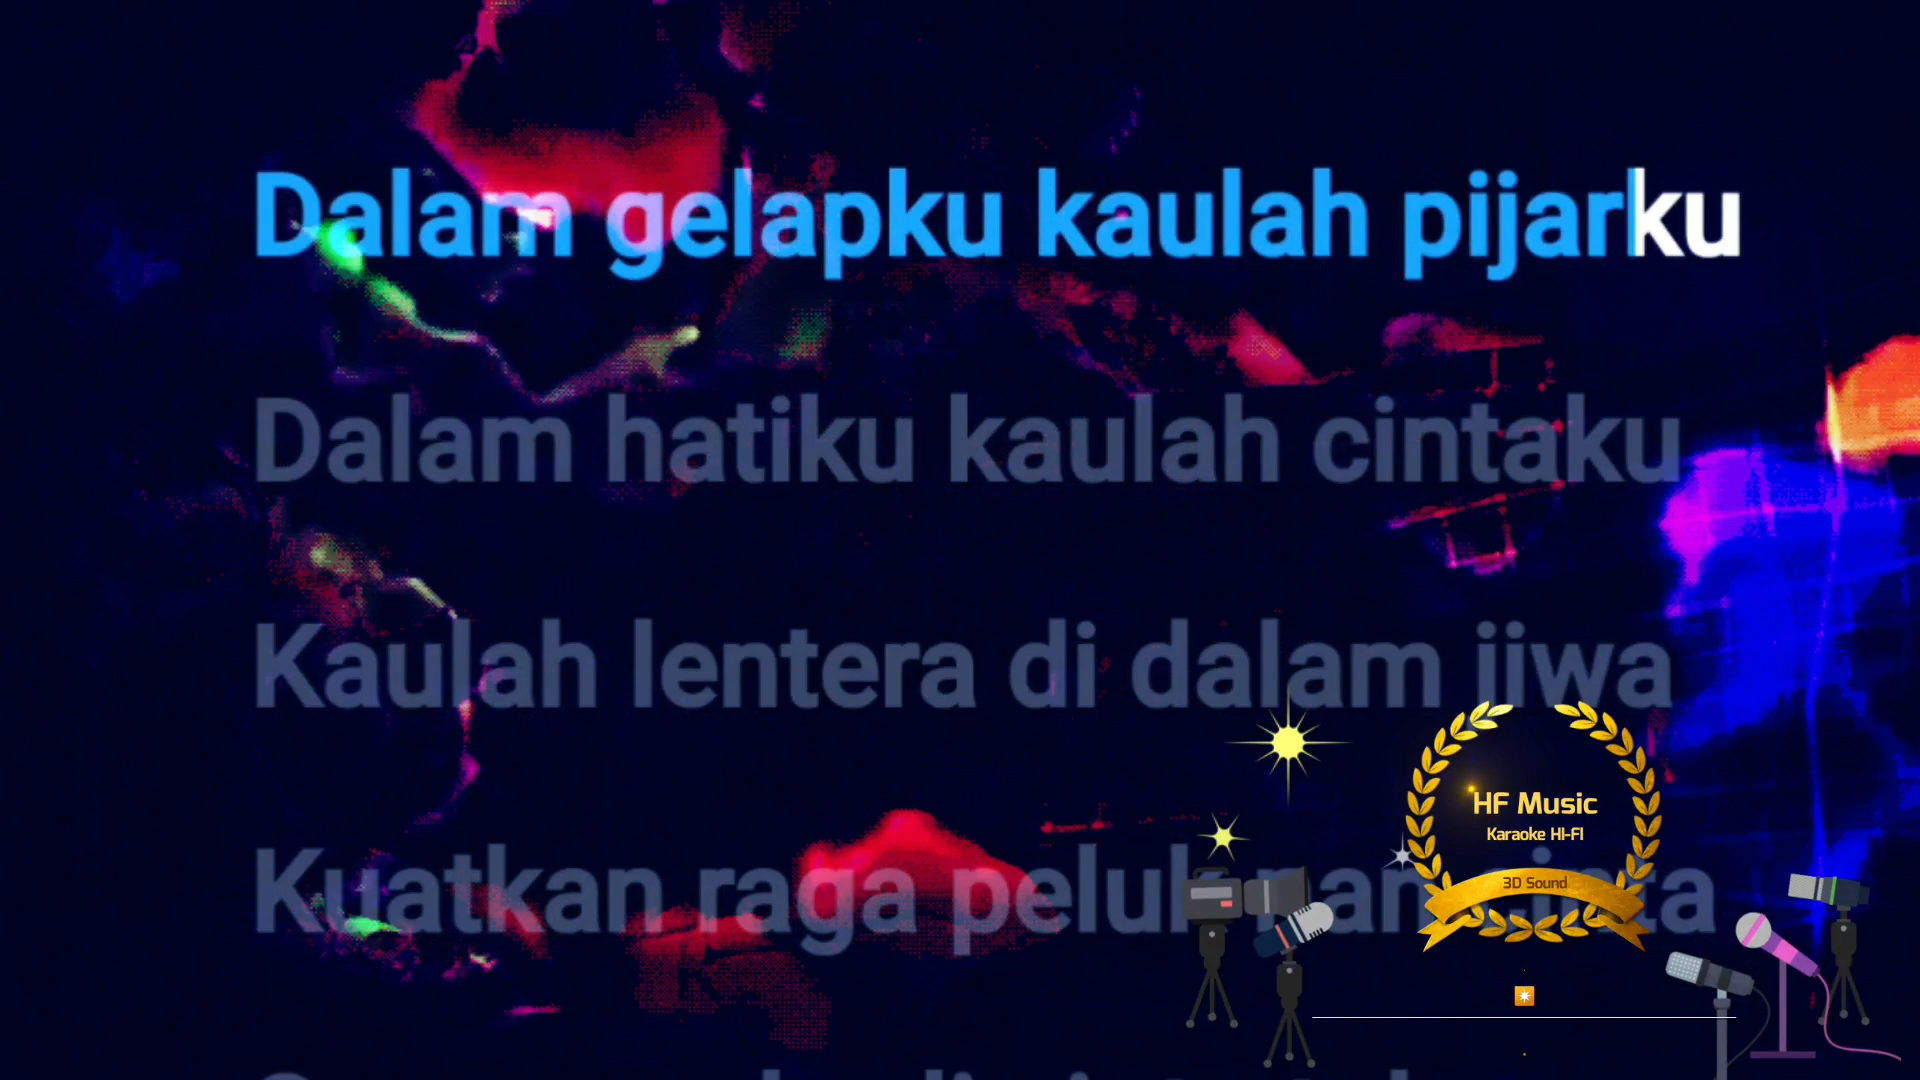 Dalam gelapku kaulah pijarku
Dalam hatiku kaulah cintaku
Kaulah lentera di dalam jiwa
Kuatkan raga peluk
HF Music
Karaoke HI-FI
3D Sound